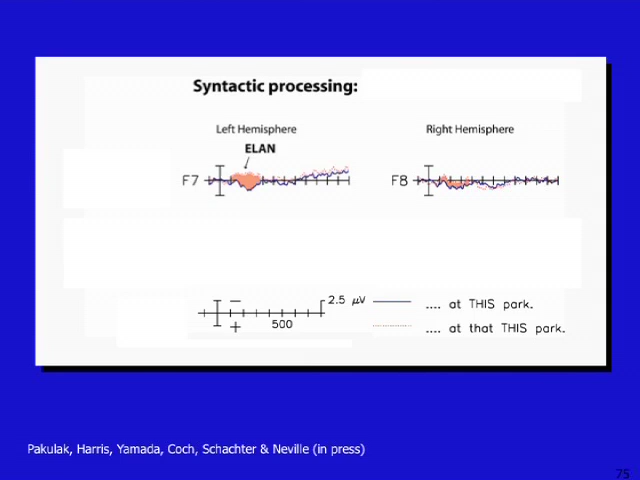 Syntactic processing:
Left Hemisphere
Right Hemisphere
ELAN
F7
F8
2.5 µV
500
.... at THIS park.
.... at that THIS park.
Pakulak, Harris, Yamada, Coch, Schachter & Neville (in press)
75